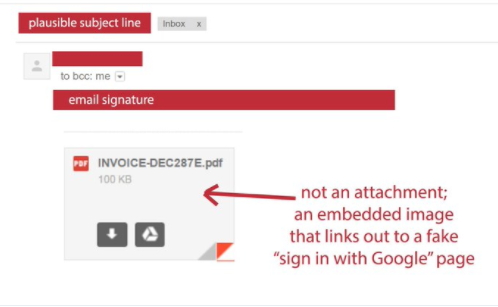 plausible subject line
Inbox x
to bcc: me
email signature
PDF INVOICE-DEC287E.pdf
100 KB
not an attachment;
an embedded image
that links out to a fake
"sign in with Google" page